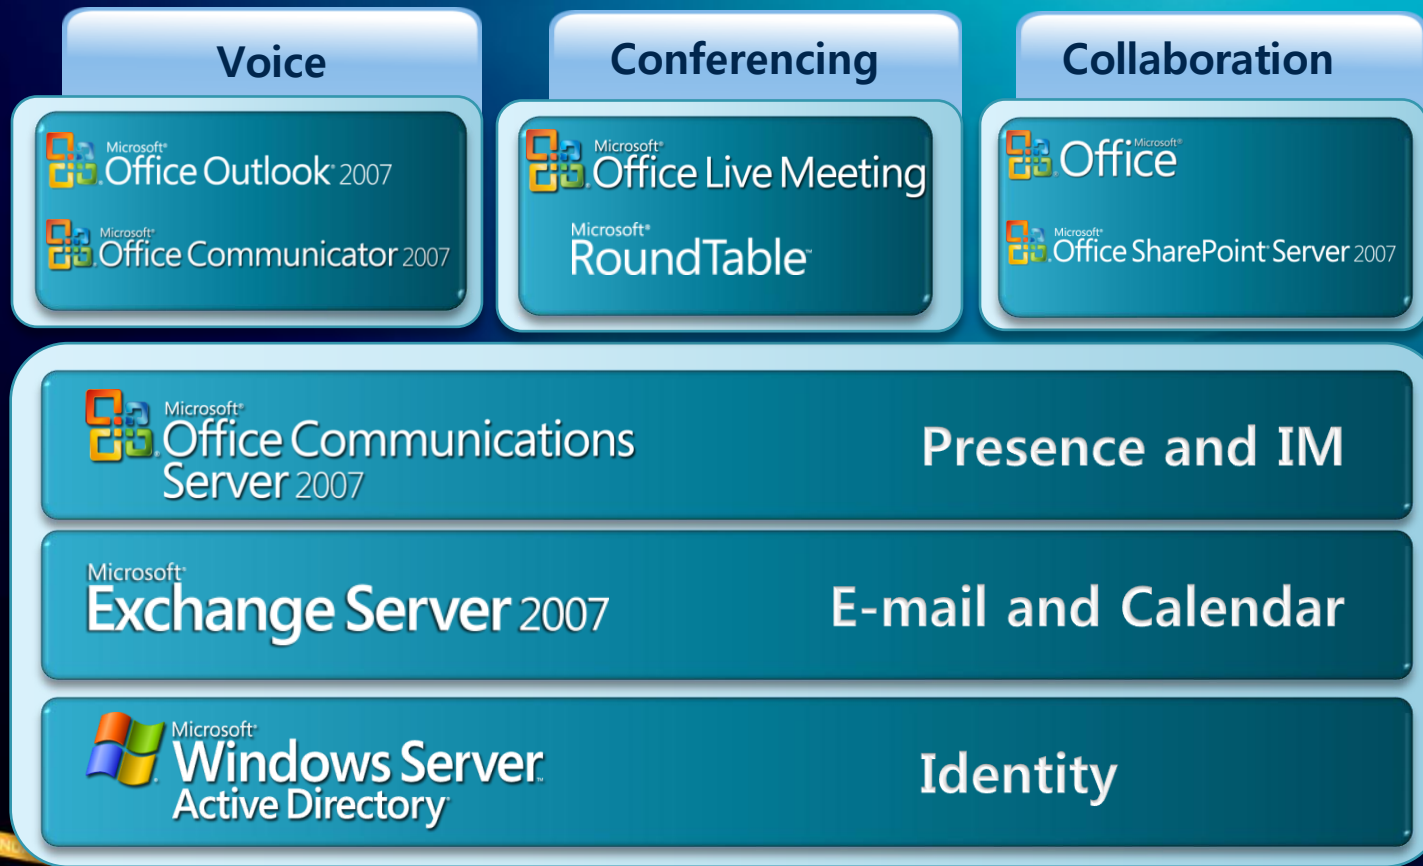 Voice
Microsoft®
Office Outlook® 2007
Microsoft®
Office Communicator 2007
Conferencing
Microsoft®
Office Live Meeting
Microsoft®
RoundTable™
Collaboration
Microsoft®
Office
Microsoft®
Office SharePoint® Server 2007
Microsoft®
Office Communications
Server 2007
Presence and IM
Microsoft®
Exchange Server 2007
E-mail and Calendar
Microsoft®
Windows Server™
Active Directory®
Identity